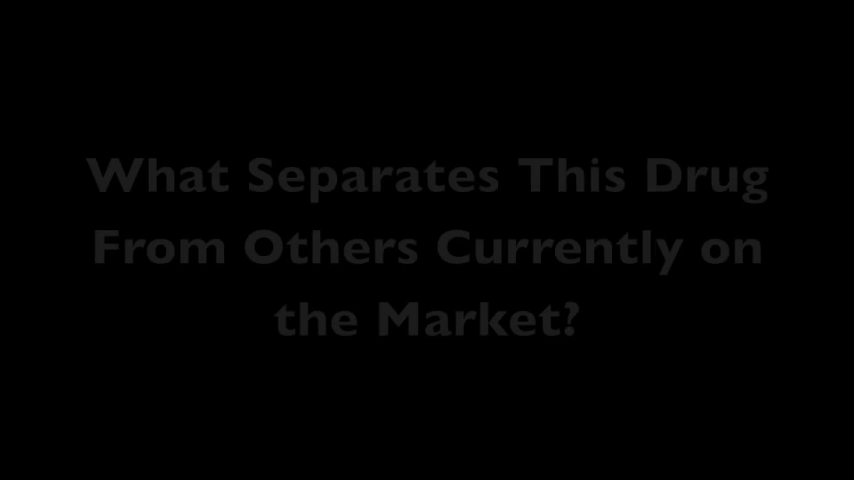 What Separates This Drug
From Others Currently on
the Market?